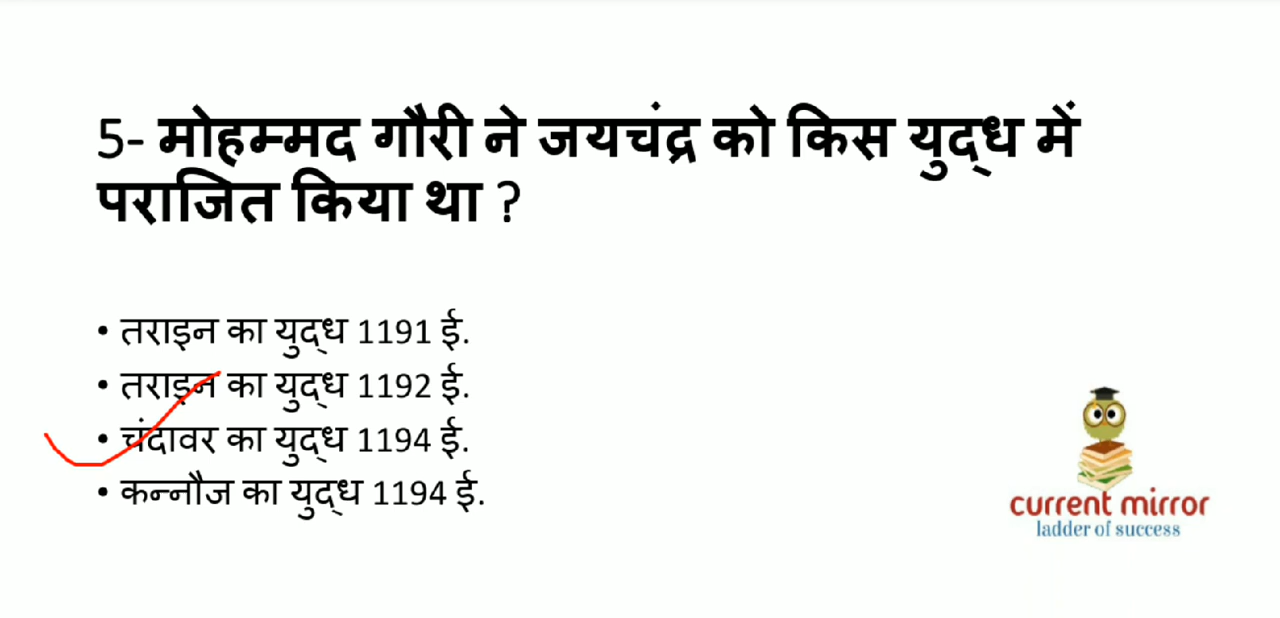 5- मोहम्मद गौरी ने जयचंद्र को किस युद्ध में
पराजित किया था ?
• तराइन का युद्ध 1191 ई.
• तराइन का युद्ध 1192 ई.
• चंदावर का युद्ध 1194 ई.
• कन्नौज का युद्ध 1194 ई.
current mirror
ladder of success